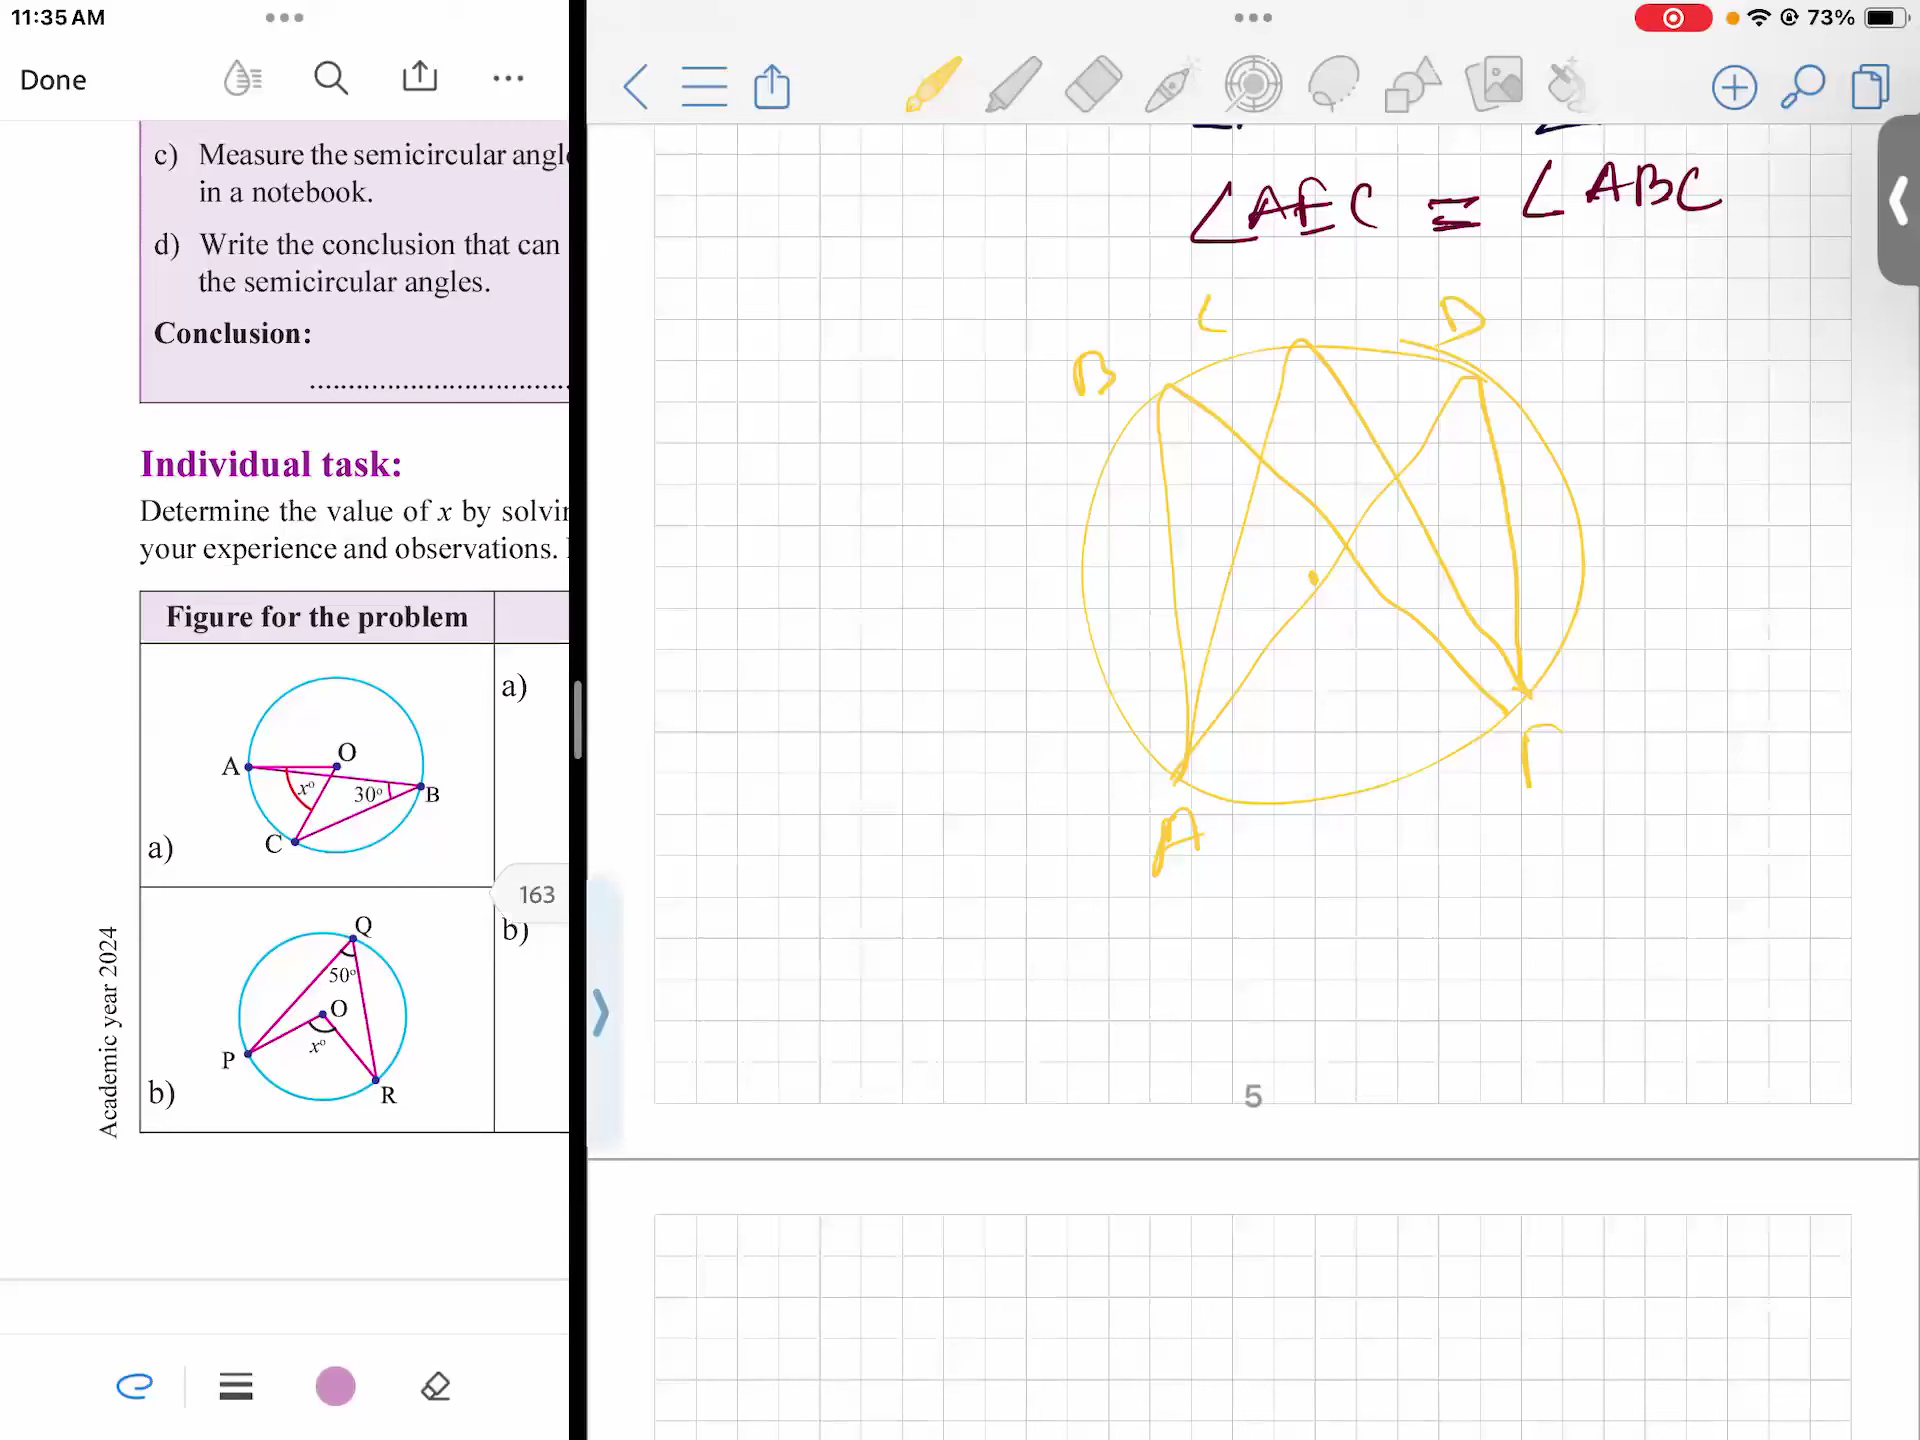 11:35 AM
73%
Done
c) Measure the semicircular angl
in a notebook.
d) Write the conclusion that can
the semicircular angles.
Conclusion:
Individual task:
Determine the value of x by solvin
your experience and observations.
Figure for the problem
a)
A
O
x°
30°
B
C
a)
163
b)
Q
50°
O
P
x°
R
b)
Academic year 2024
∠AEC = ∠ABC
B
C
D
A
5